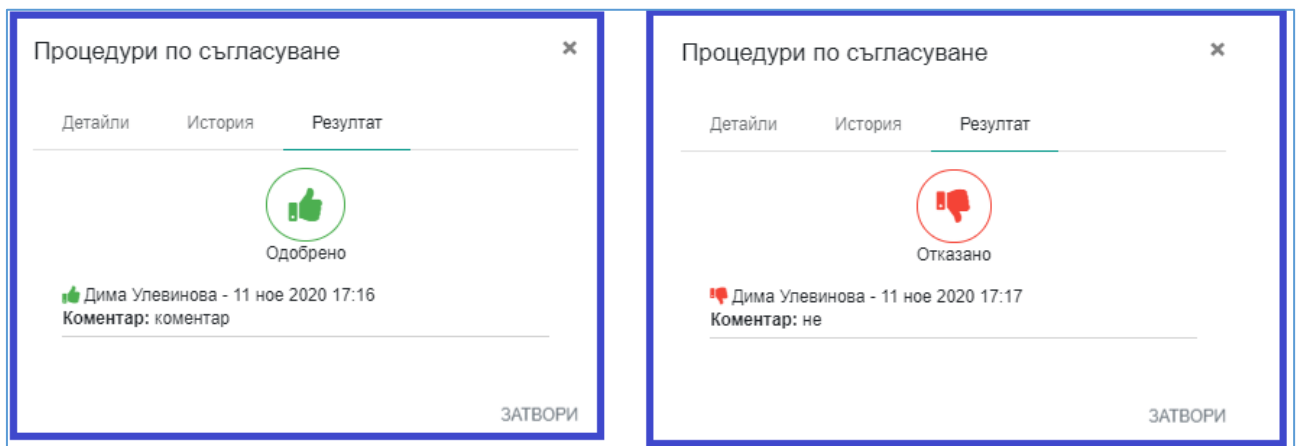 Процедури по съгласуване ×
Детайли История Резултат
Одобрено
Дима Улевинова - 11 ное 2020 17:16
Коментар: коментар
ЗАТВОРИ
Процедури по съгласуване ×
Детайли История Резултат
Отказано
Дима Улевинова - 11 ное 2020 17:17
Коментар: не
ЗАТВОРИ